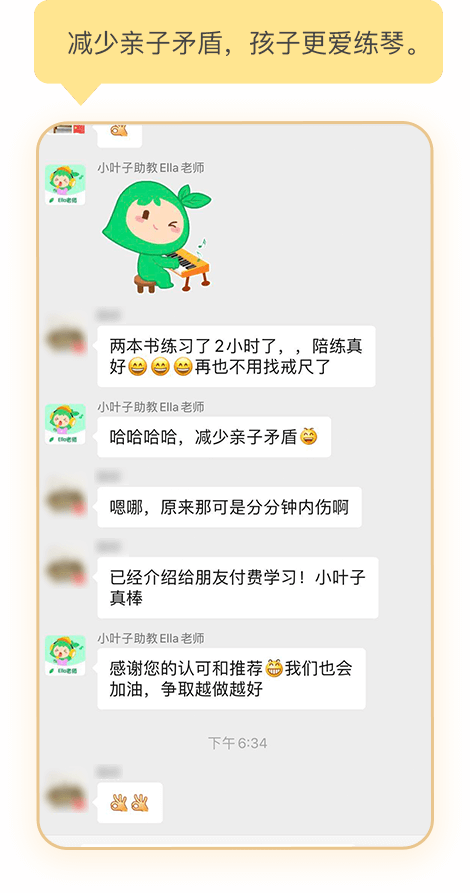 减少亲子矛盾，孩子更爱练琴。
👌
小叶子助教Ella老师
Ella老师
两本书练习了2小时了，，陪练真
好😄😄😄再也不用找戒尺了
小叶子助教Ella老师
Ella老师
哈哈哈哈，减少亲子矛盾😆
嗯哪，原来那可是分分钟内伤啊
已经介绍给朋友付费学习！小叶子
真棒
小叶子助教Ella老师
Ella老师
感谢您的认可和推荐😁我们也会
加油，争取越做越好
下午6:34
👌👌